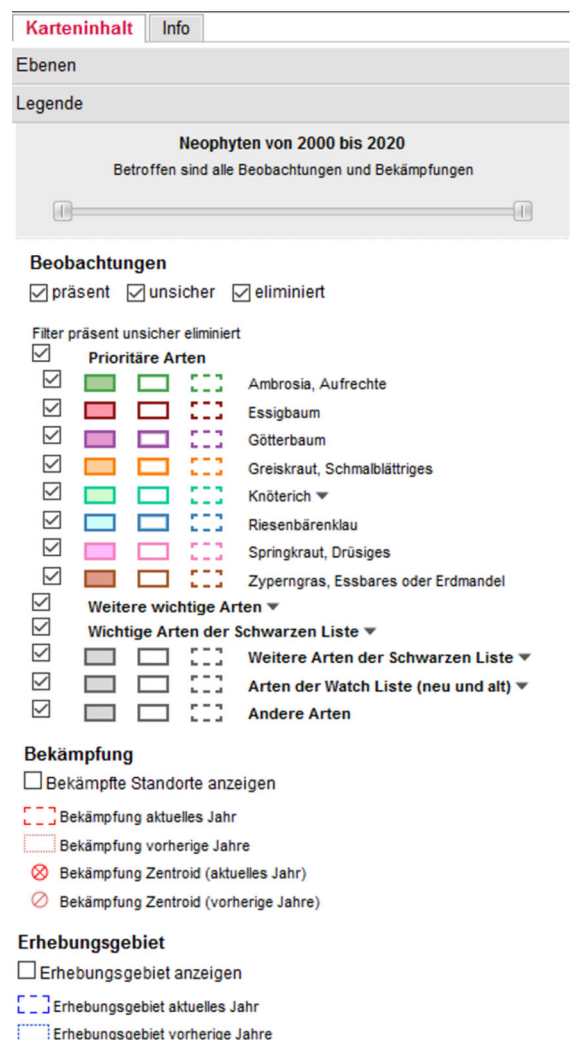 Karteninhalt Info
Ebenen
Legende
Neophyten von 2000 bis 2020
Betroffen sind alle Beobachtungen und Bekämpfungen
Beobachtungen
präsent unsicher eliminiert
Filter präsent unsicher eliminiert
Prioritäre Arten
Ambrosia, Aufrechte
Essigbaum
Götterbaum
Greiskraut, Schmalblättriges
Knöterich
Riesenbärenklau
Springkraut, Drüsiges
Zyperngras, Essbares oder Erdmandel
Weitere wichtige Arten
Wichtige Arten der Schwarzen Liste
Weitere Arten der Schwarzen Liste
Arten der Watch Liste (neu und alt)
Andere Arten
Bekämpfung
Bekämpfte Standorte anzeigen
Bekämpfung aktuelles Jahr
Bekämpfung vorherige Jahre
Bekämpfung Zentroid (aktuelles Jahr)
Bekämpfung Zentroid (vorherige Jahre)
Erhebungsgebiet
Erhebungsgebiet anzeigen
Erhebungsgebiet aktuelles Jahr
Erhebungsgebiet vorherige Jahre